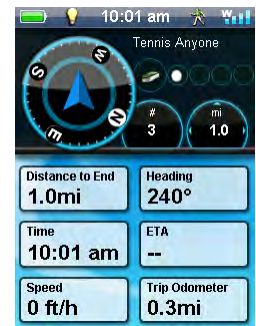 10:01 am W
Tennis Anyone
S W N E
# mi
3 1.0
Distance to End Heading
1.0mi 240°
Time ETA
10:01 am --
Speed Trip Odometer
0 ft/h 0.3mi